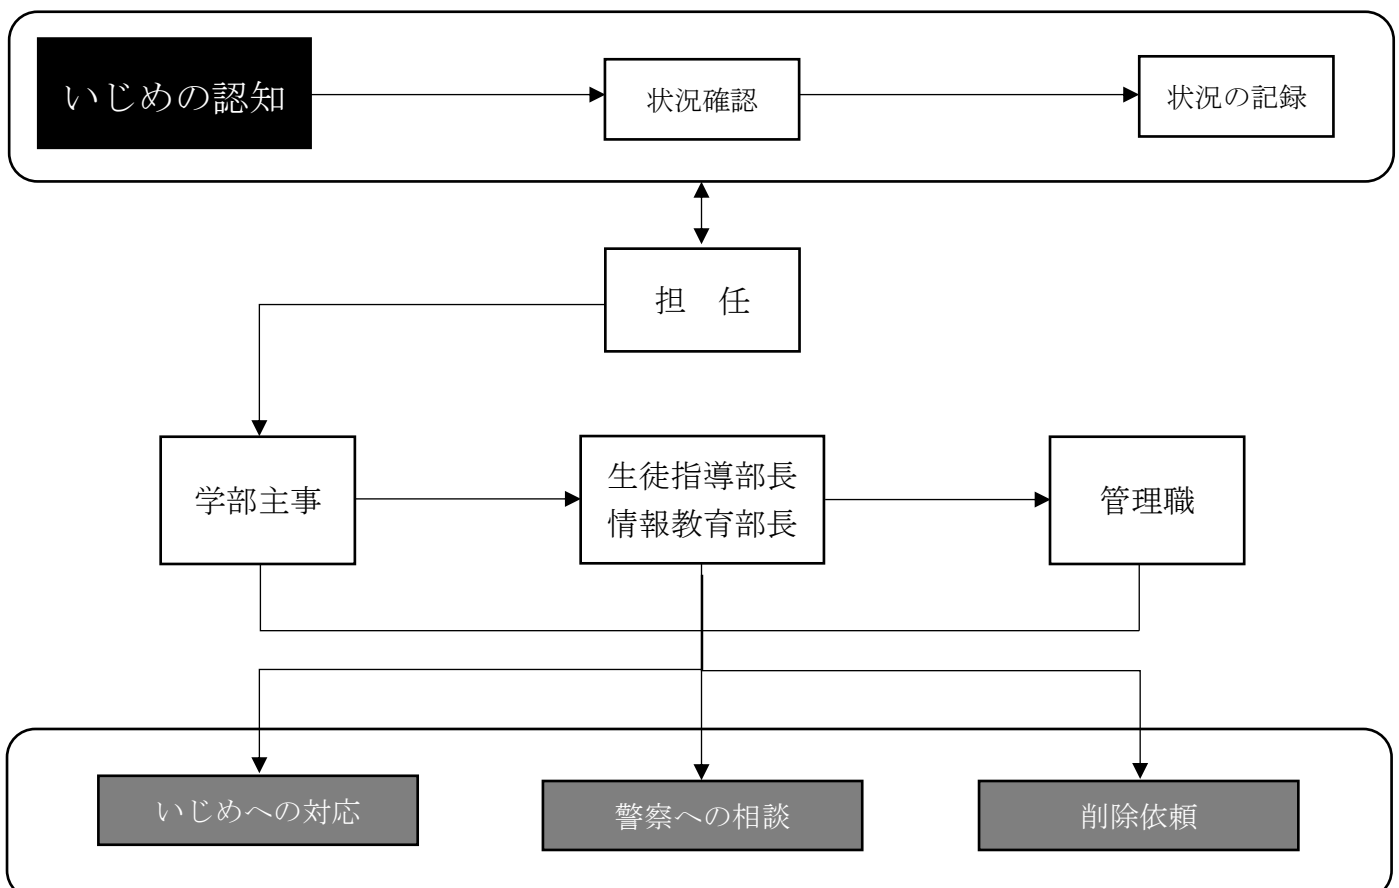 いじめの認知
状況確認
状況の記録
担　任
学部主事
生徒指導部長
情報教育部長
管理職
いじめへの対応
警察への相談
削除依頼